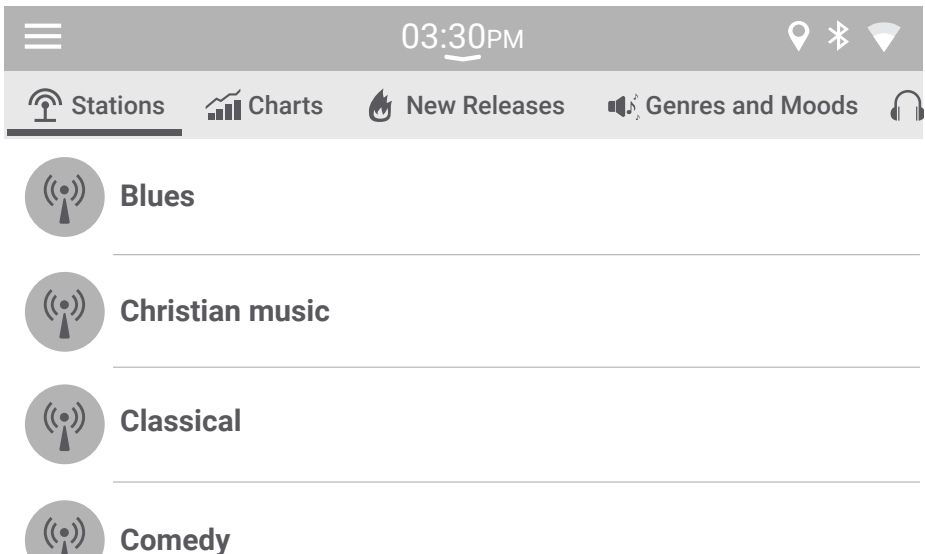 03:30PM
Stations Charts New Releases Genres and Moods
Blues
Christian music
Classical
Comedy